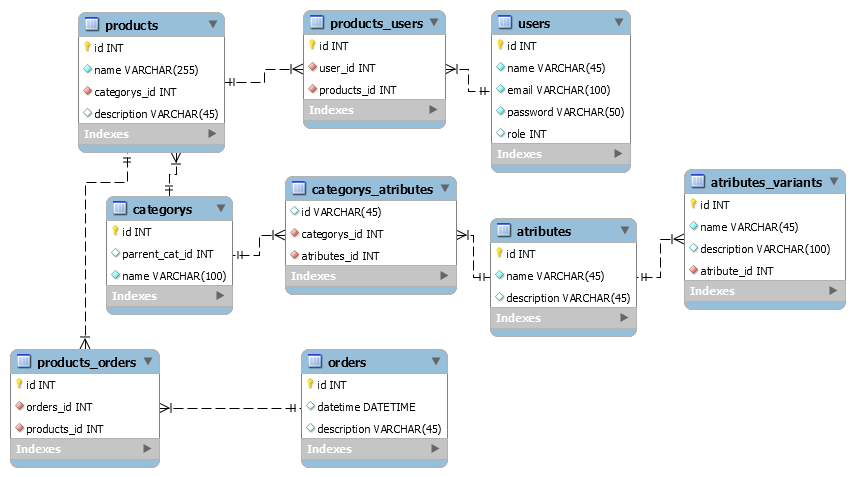 products
id INT
name VARCHAR(255)
categorys_id INT
description VARCHAR(45)
Indexes
products_users
id INT
user_id INT
products_id INT
Indexes
users
id INT
name VARCHAR(45)
email VARCHAR(100)
password VARCHAR(50)
role INT
Indexes
categorys
id INT
parrent_cat_id INT
name VARCHAR(100)
Indexes
categorys_atributes
id VARCHAR(45)
categorys_id INT
atributes_id INT
Indexes
atributes
id INT
name VARCHAR(45)
description VARCHAR(45)
Indexes
atributes_variants
id INT
name VARCHAR(45)
description VARCHAR(100)
atribute_id INT
Indexes
products_orders
id INT
orders_id INT
products_id INT
Indexes
orders
id INT
datetime DATETIME
description VARCHAR(45)
Indexes